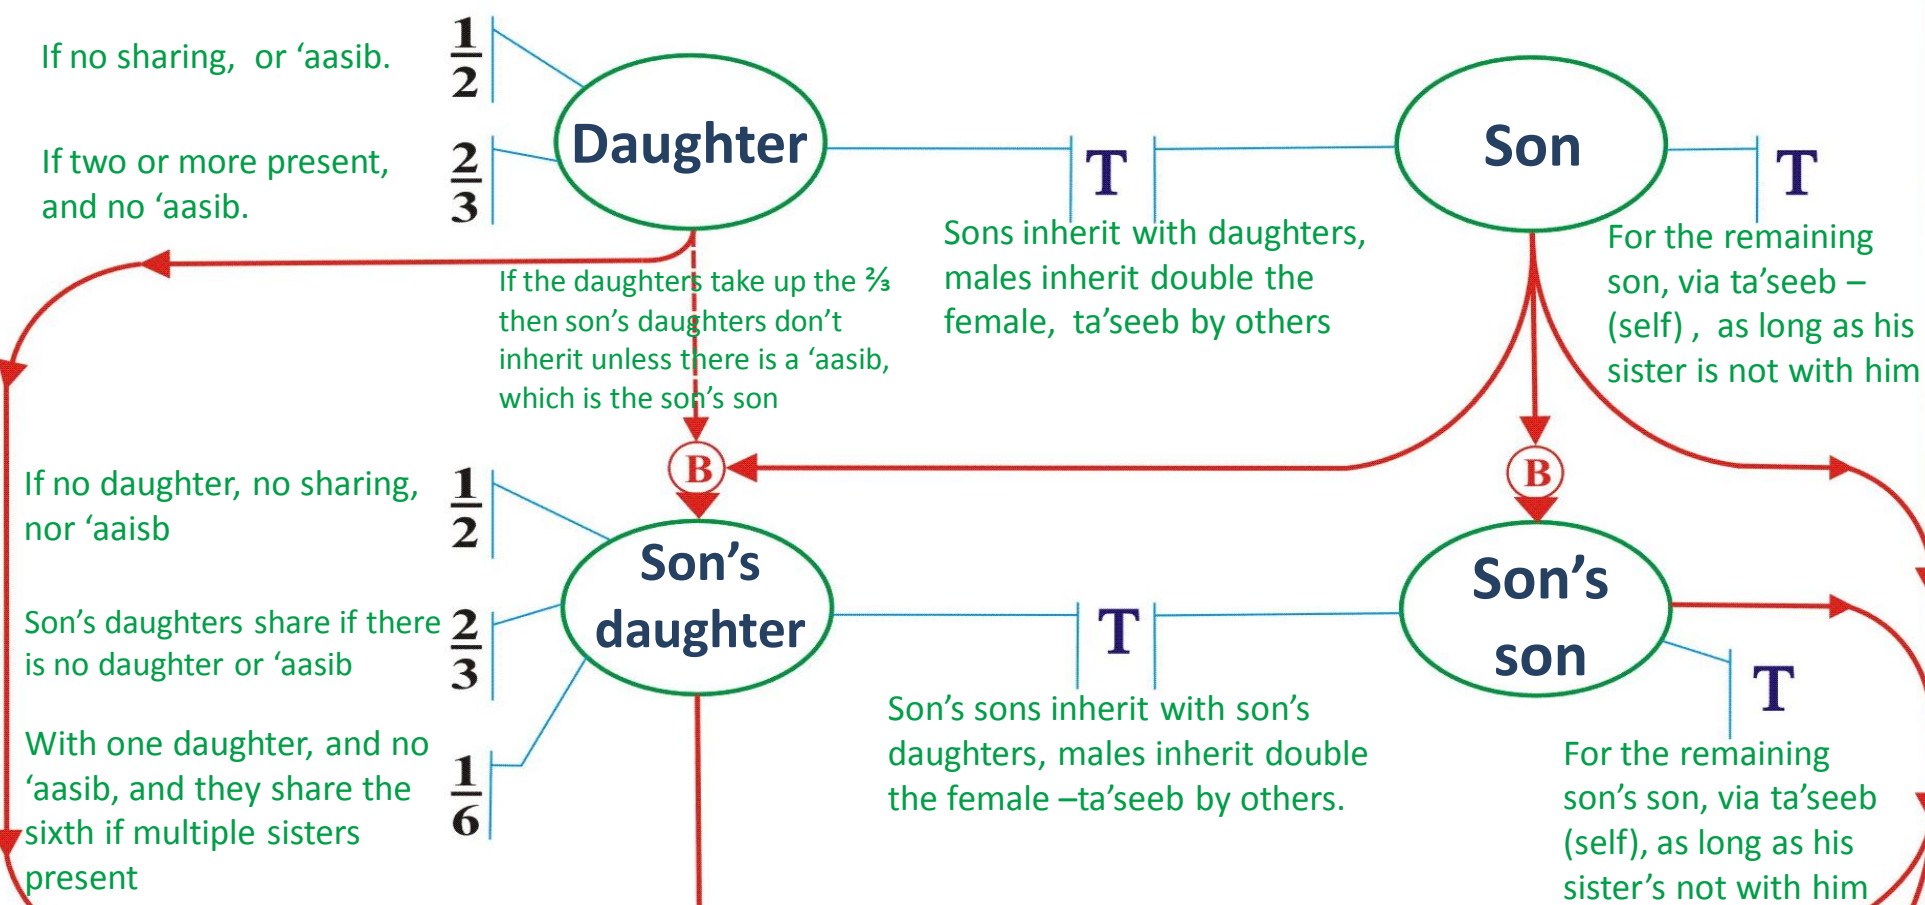 If no sharing, or ‘aasib.
1
2
If two or more present,
and no ‘aasib.
2
3
Daughter
T
Son
T
Sons inherit with daughters,
males inherit double the
female, ta’seeb by others
For the remaining
son, via ta’seeb –
(self) , as long as his
sister is not with him
If the daughters take up the ⅔
then son’s daughters don’t
inherit unless there is a ‘aasib,
which is the son’s son
B
B
If no daughter, no sharing,
nor ‘aaisb
1
2
Son’s daughters share if there
is no daughter or ‘aasib
2
3
With one daughter, and no
‘aasib, and they share the
sixth if multiple sisters
present
1
6
Son’s
daughter
T
Son’s
son
T
Son’s sons inherit with son’s
daughters, males inherit double
the female –ta’seeb by others.
For the remaining
son’s son, via ta’seeb
(self), as long as his
sister’s not with him